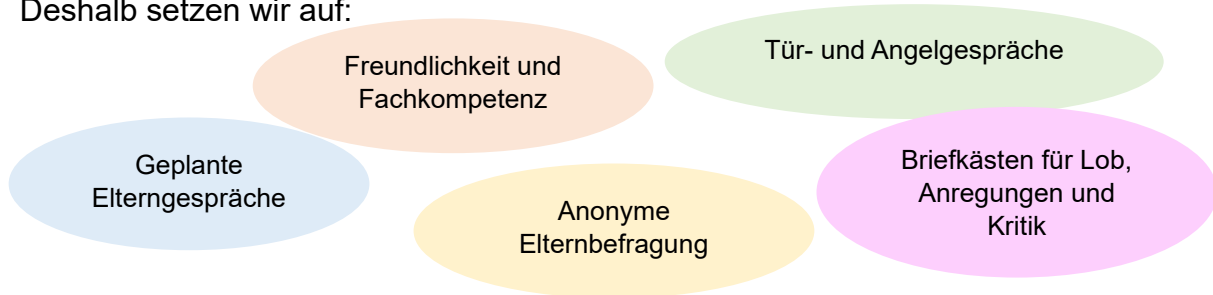 Deshalb setzen wir auf:
Freundlichkeit und
Fachkompetenz
Tür- und Angelgespräche
Geplante
Elterngespräche
Anonyme
Elternbefragung
Briefkästen für Lob,
Anregungen und
Kritik